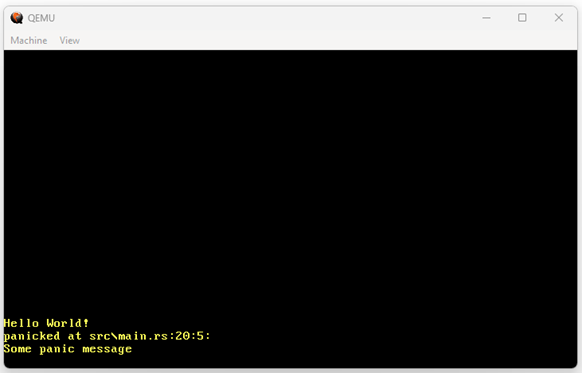 QEMU
Machine View
Hello World!
panicked at src\main.rs:20:5:
Some panic message